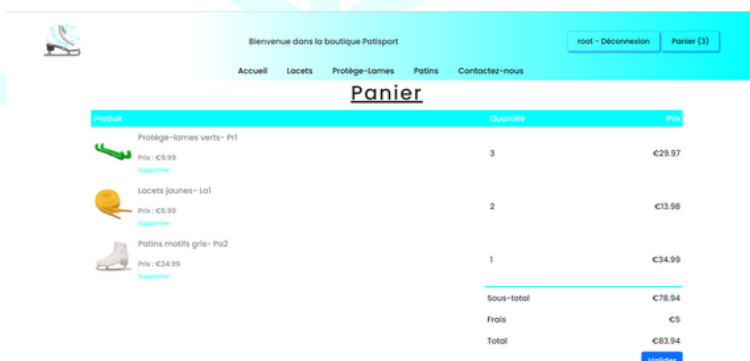 Bienvenue dans la boutique Patisport
root - Déconnexion
Panier (3)
Accueil Lacets Protège-Lames Patins Contactez-nous
Panier
Produit Quantité Prix
Protège-lames verts- Pr1
Prix : €9.99
Supprimer
3 €29.97
Lacets jaunes- La1
Prix : €6.99
Supprimer
2 €13.98
Patins motifs gris- Pa2
Prix : €34.99
Supprimer
1 €34.99
Sous-total €78.94
Frais €5
Total €83.94
Valider